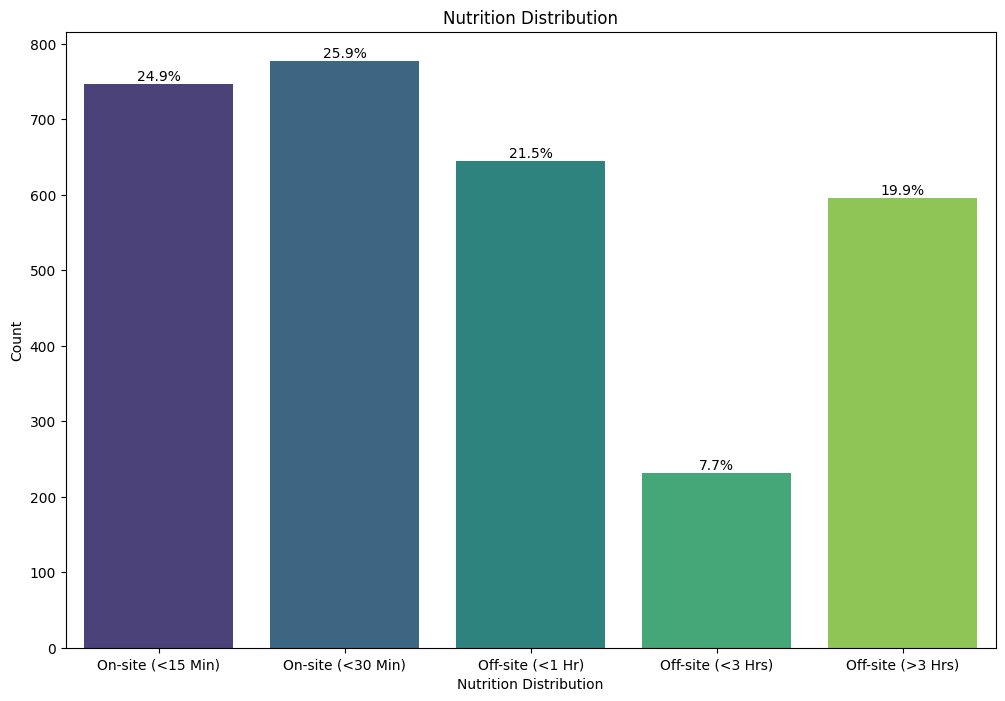 Nutrition Distribution
800
700
600
500
400
300
200
100
0
Count
24.9%
25.9%
21.5%
7.7%
19.9%
On-site (<15 Min)
On-site (<30 Min)
Off-site (<1 Hr)
Off-site (<3 Hrs)
Off-site (>3 Hrs)
Nutrition Distribution